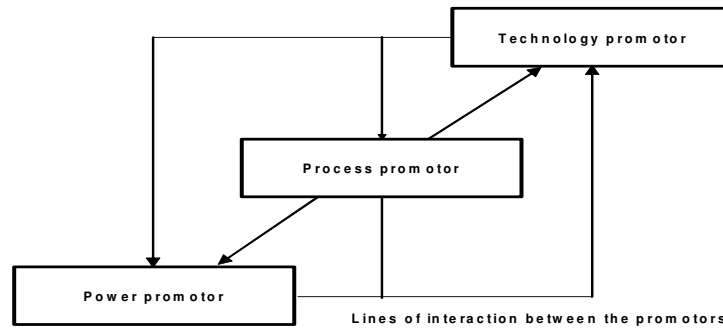 Technology promotor
Process promotor
Power promotor
Lines of interaction between the promotors